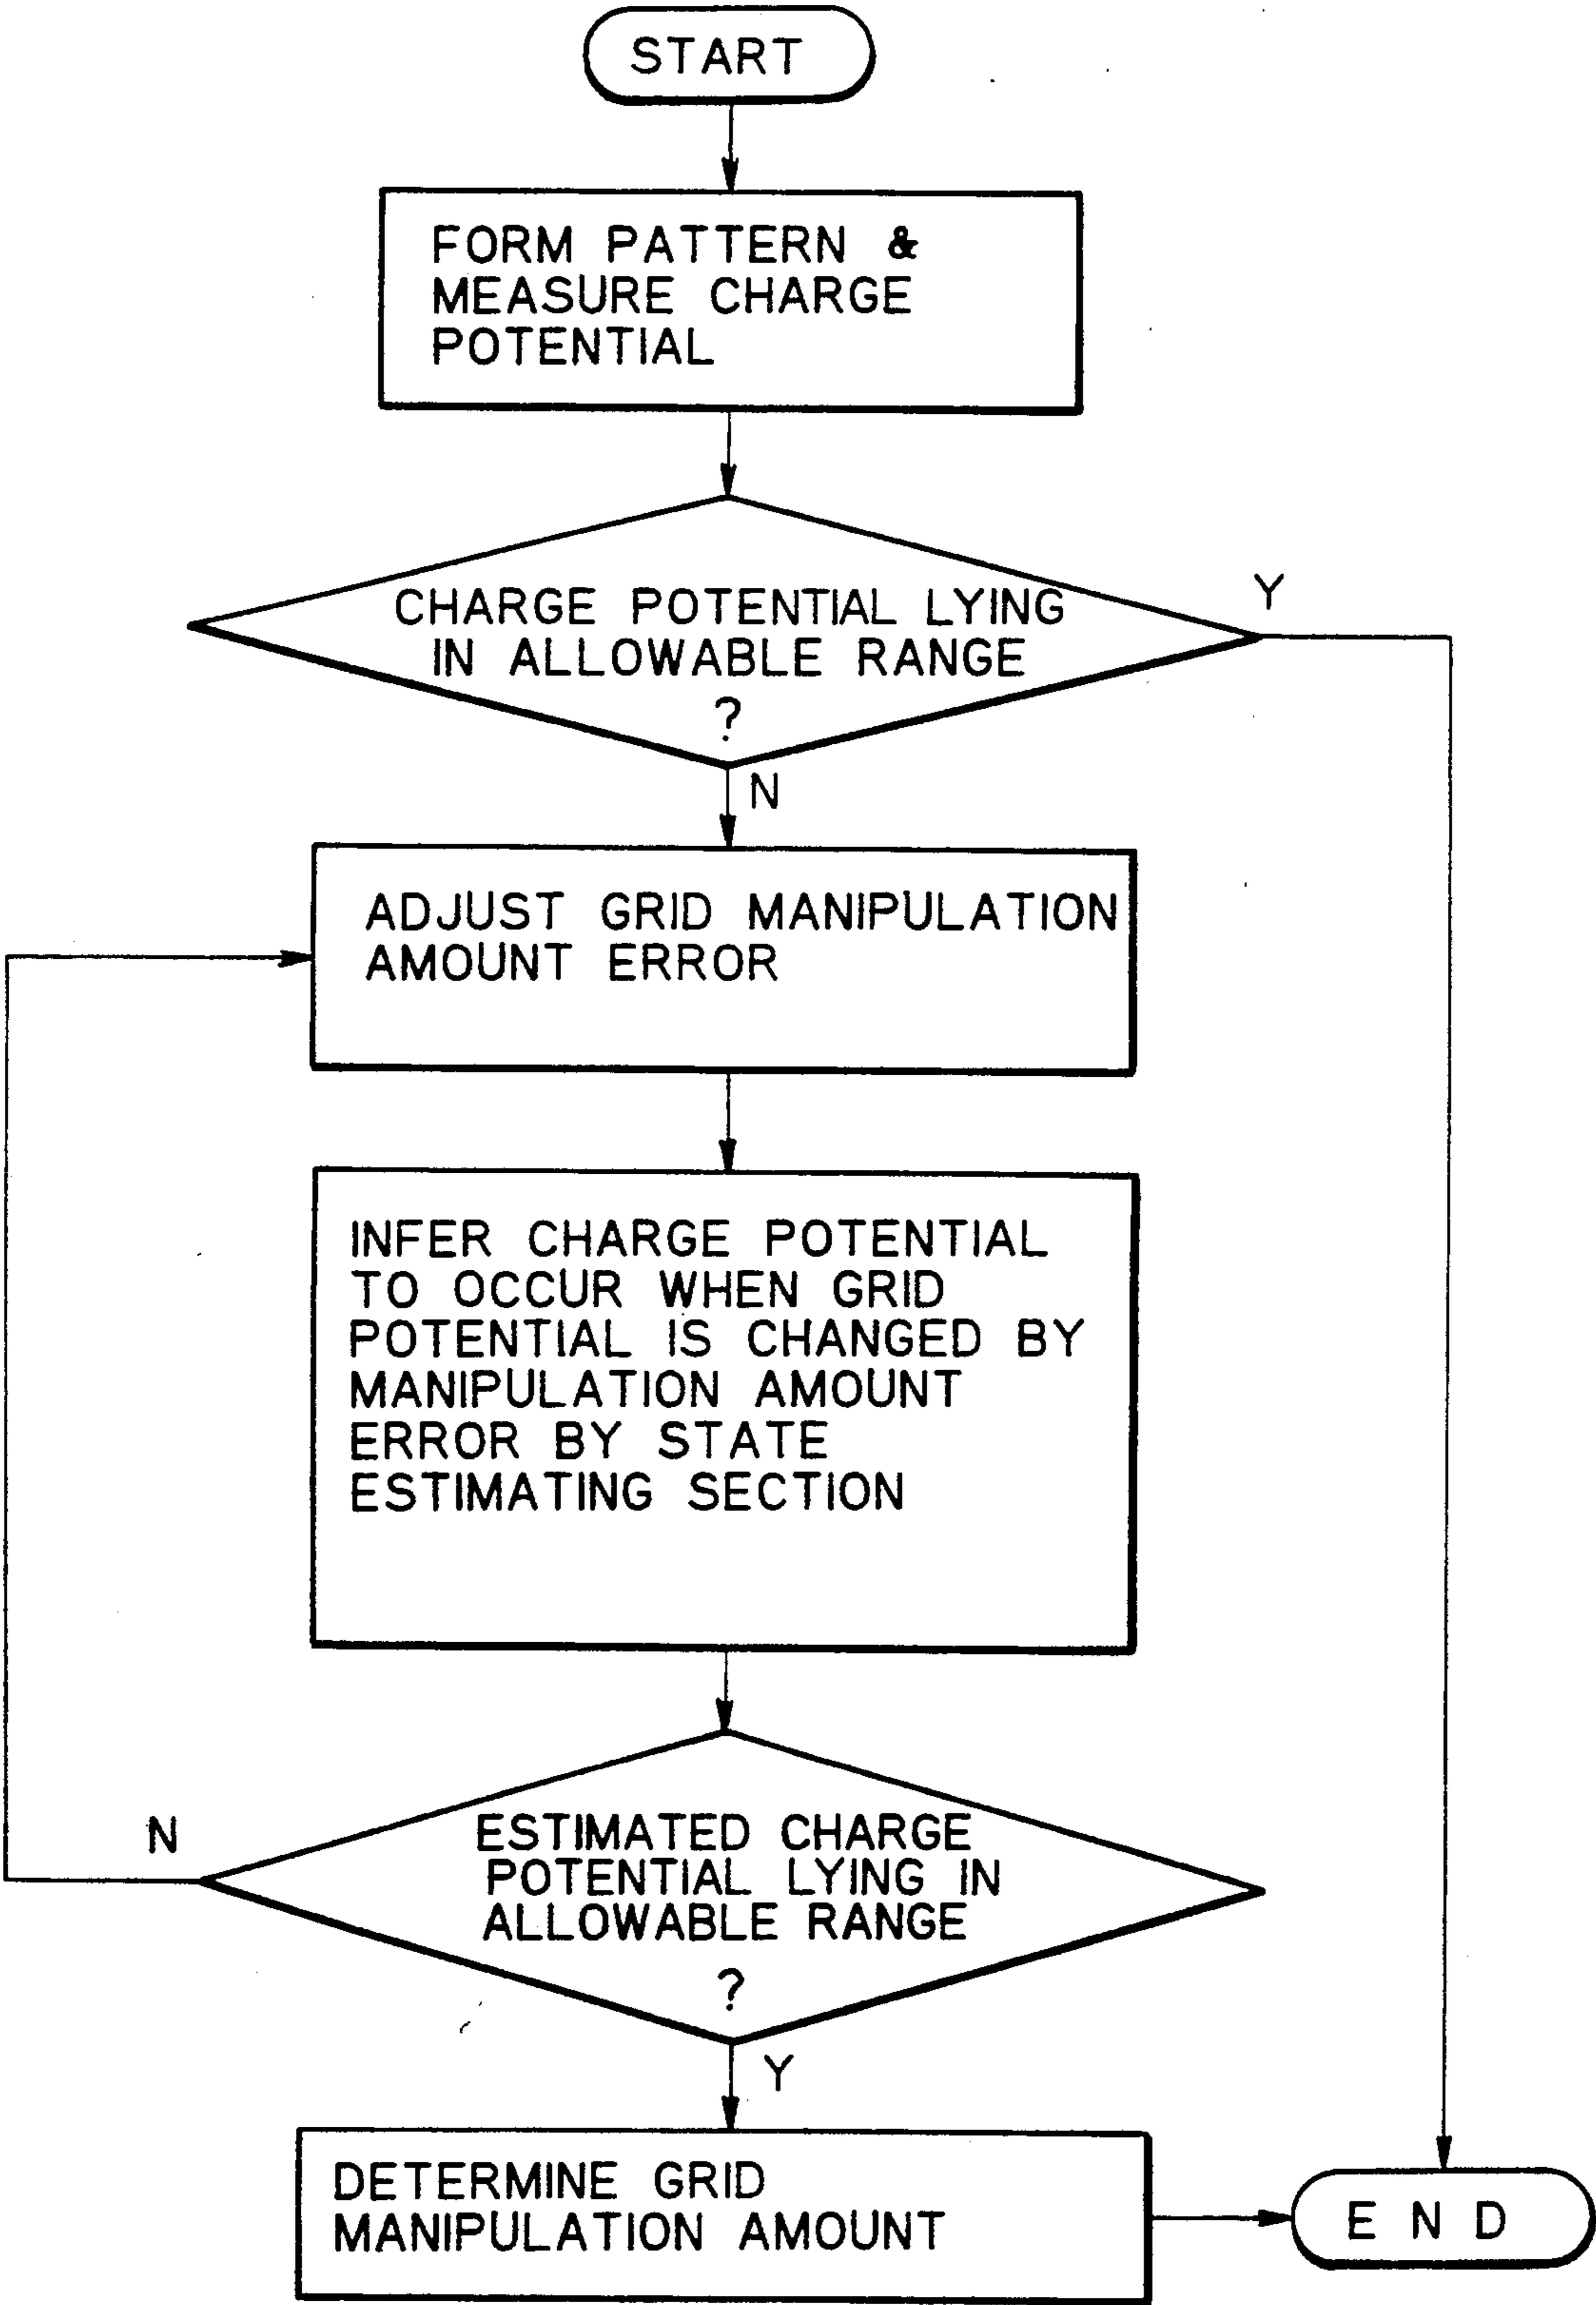 START
FORM PATTERN &
MEASURE CHARGE
POTENTIAL
CHARGE POTENTIAL LYING
IN ALLOWABLE RANGE
?
Y
N
ADJUST GRID MANIPULATION
AMOUNT ERROR
INFER CHARGE POTENTIAL
TO OCCUR WHEN GRID
POTENTIAL IS CHANGED BY
MANIPULATION AMOUNT
ERROR BY STATE
ESTIMATING SECTION
N
ESTIMATED CHARGE
POTENTIAL LYING IN
ALLOWABLE RANGE
?
Y
DETERMINE GRID
MANIPULATION AMOUNT
END